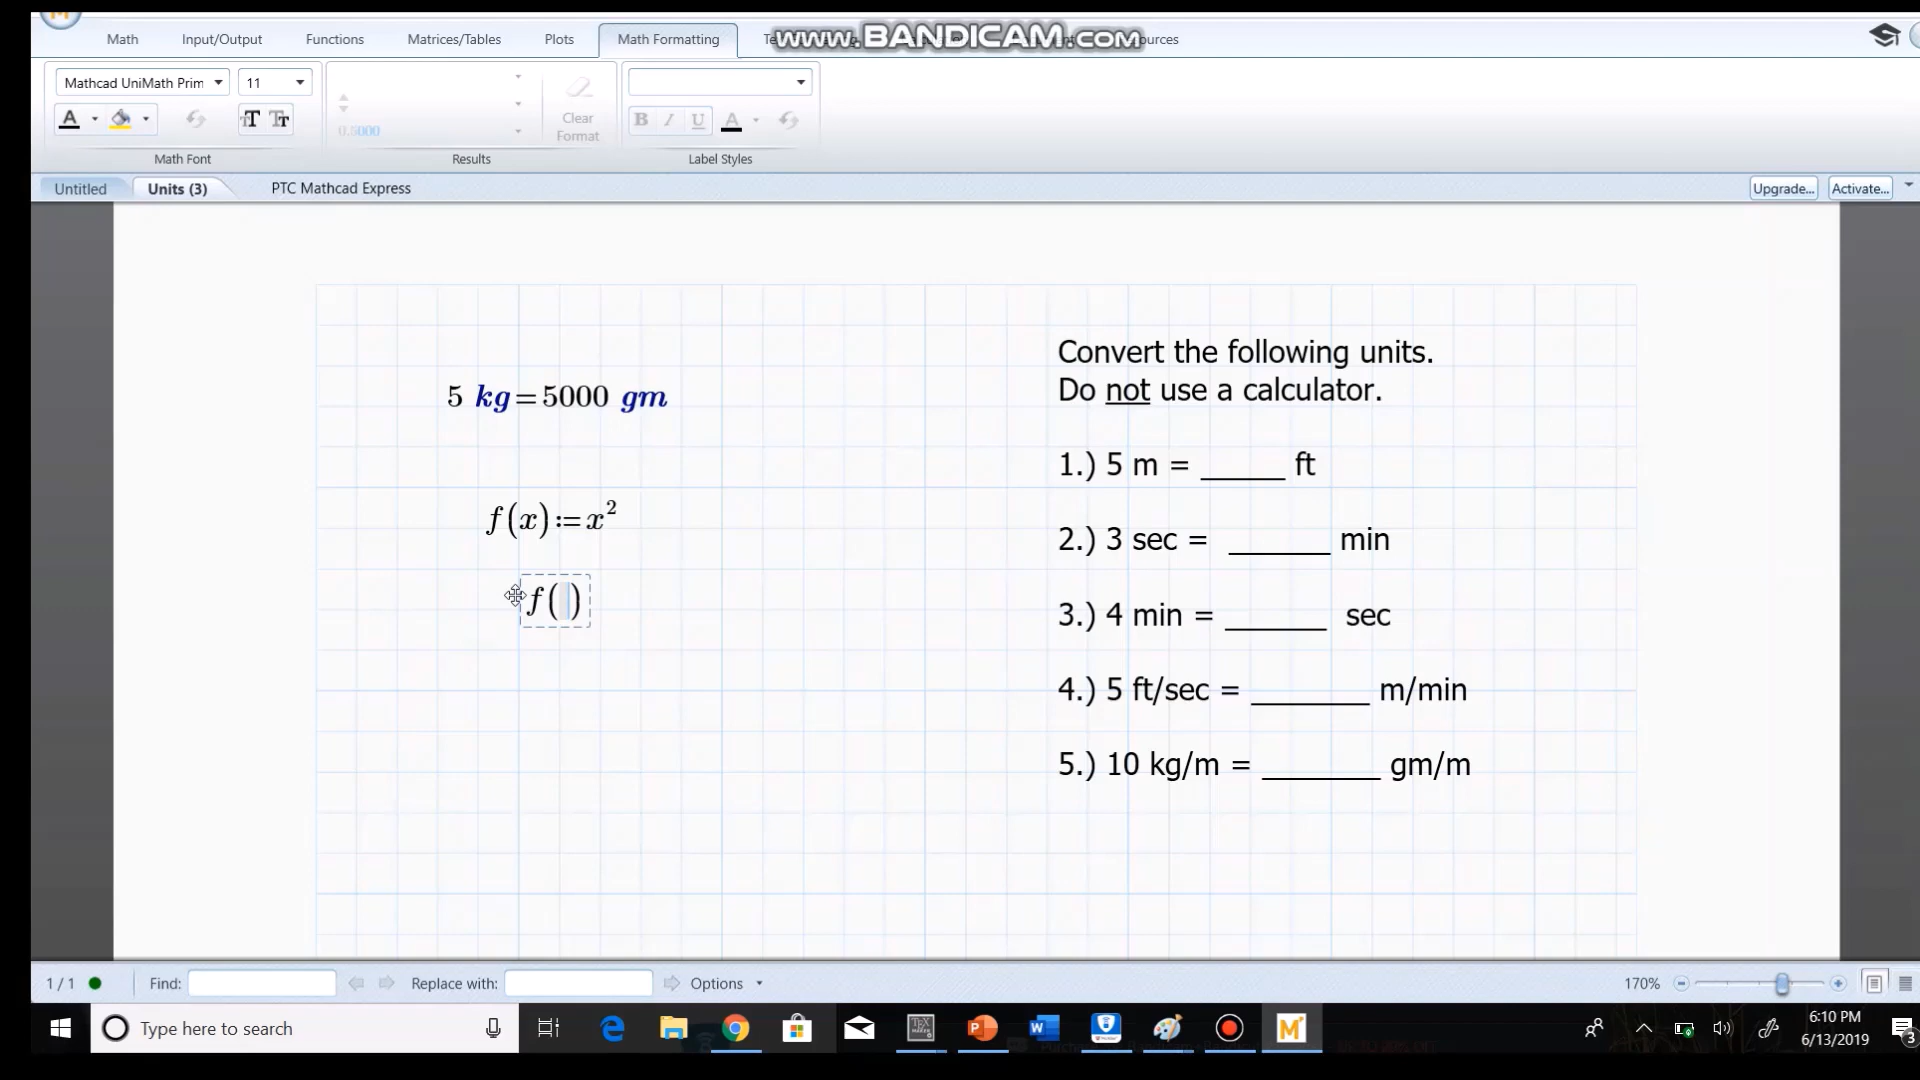 www.BANDICAM.com
Math Input/Output Functions Matrices/Tables Plots Math Formatting
Mathcad UniMath Prim 11
0.5000
Clear
Format
B I U A
Math Font Results Label Styles
Untitled Units (3) PTC Mathcad Express Upgrade... Activate...
5 kg=5000 gm
f(x):=x²
f( )
Convert the following units.
Do not use a calculator.
1.) 5 m = _____ ft
2.) 3 sec = ______ min
3.) 4 min = ______ sec
4.) 5 ft/sec = _______ m/min
5.) 10 kg/m = _______ gm/m
1 / 1 Find: Replace with: Options 170%
Type here to search
6:10 PM
6/13/2019
3